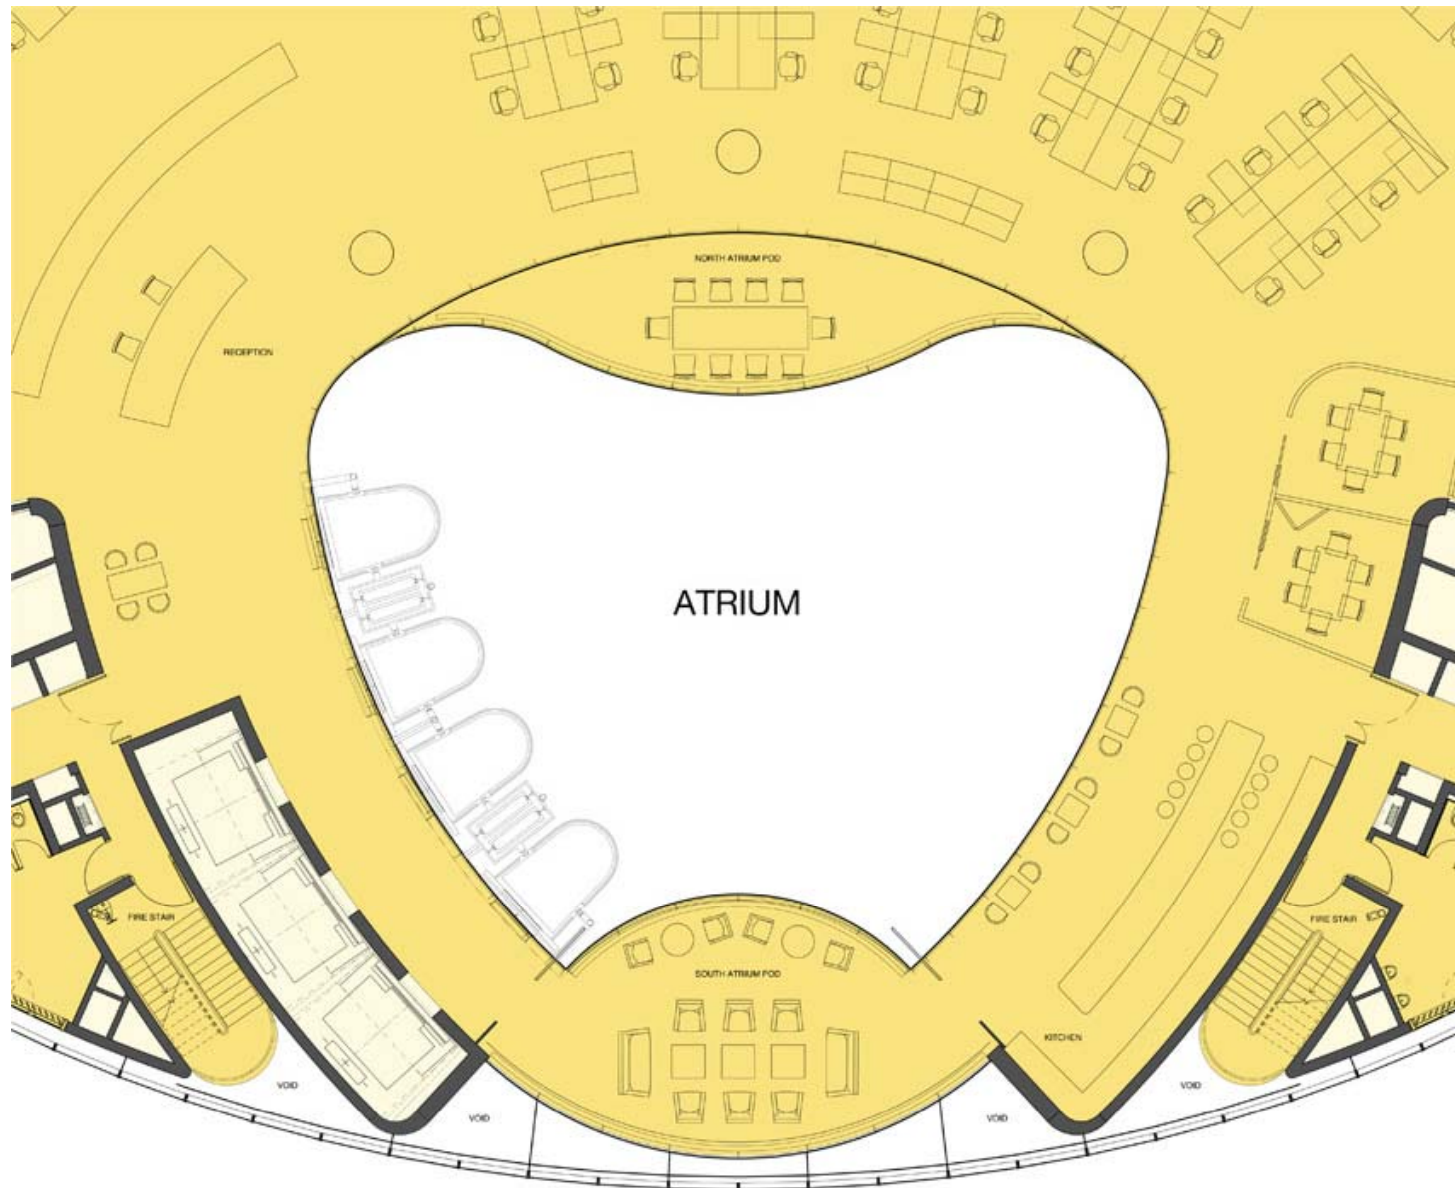 NORTH ATRIUM POD
RECEPTION
ATRIUM
FIRE STAIR
FIRE STAIR
SOUTH ATRIUM POD
KITCHEN
VOID
VOID
VOID
VOID